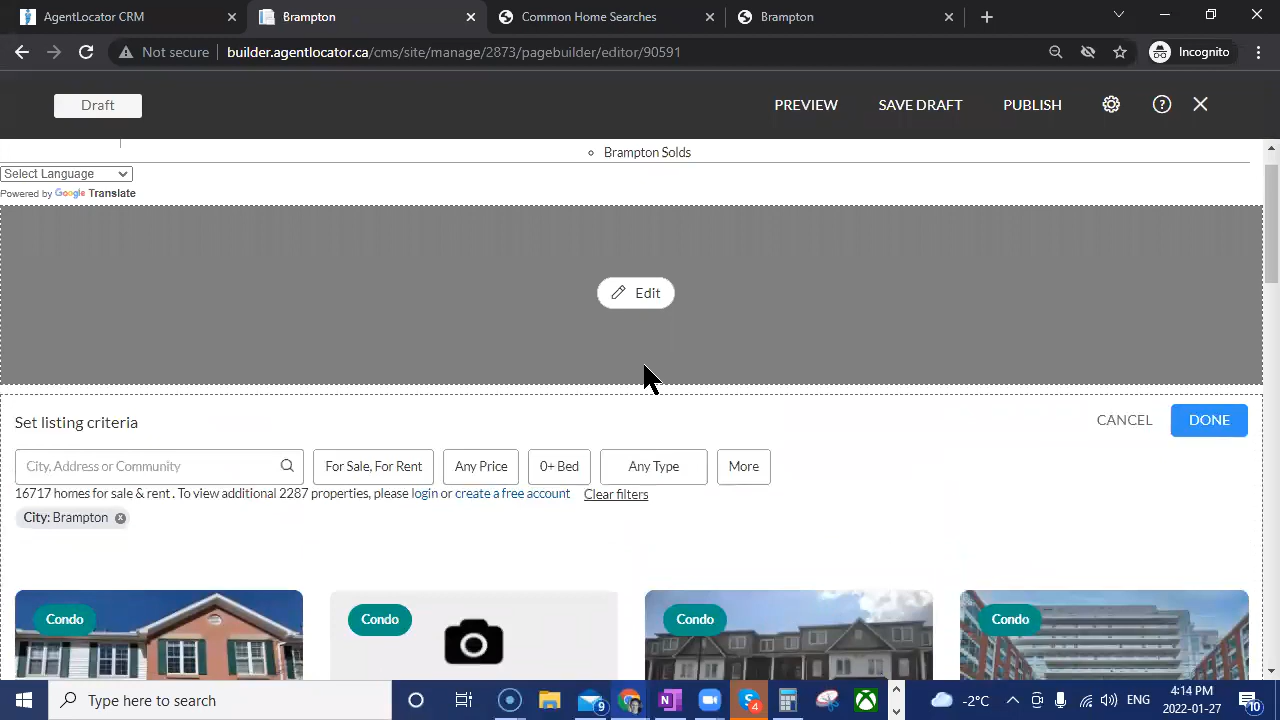 AgentLocator CRM
Brampton
Common Home Searches
Brampton
Not secure
builder.agentlocator.ca/cms/site/manage/2873/pagebuilder/editor/90591
Incognito
Draft
PREVIEW
SAVE DRAFT
PUBLISH
Brampton Solds
Select Language
Powered by Google Translate
Edit
Set listing criteria
CANCEL
DONE
City, Address or Community
For Sale, For Rent
Any Price
0+ Bed
Any Type
More
16717 homes for sale & rent . To view additional 2287 properties, please login or create a free account
Clear filters
City: Brampton
Condo
Condo
Condo
Condo
Type here to search
9
4
-2°C
ENG
4:14 PM
2022-01-27
10